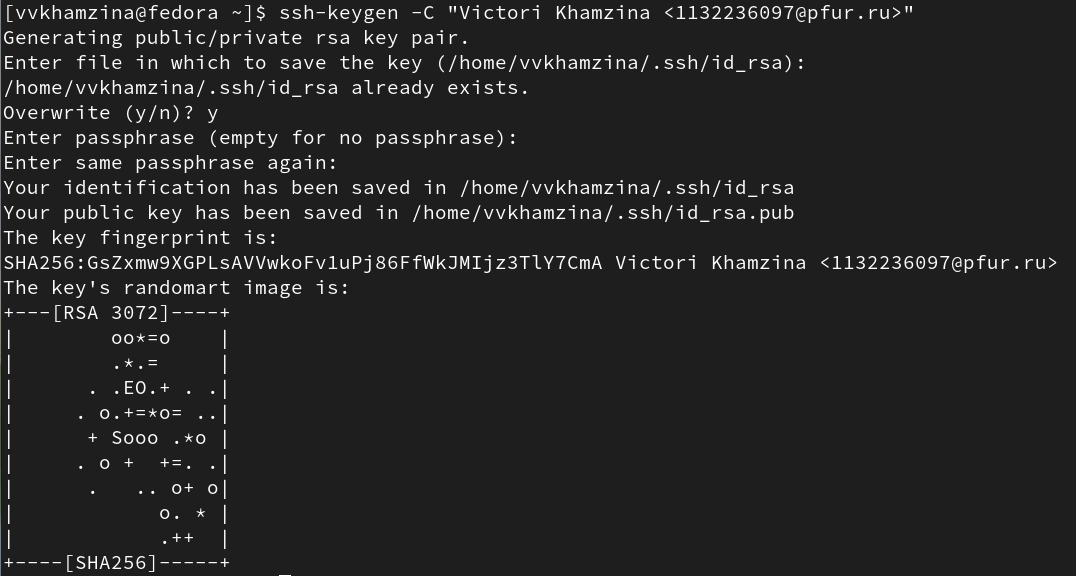 [vvkhamzina@fedora ~]$ ssh-keygen -C "Victori Khamzina <1132236097@pfur.ru>"
Generating public/private rsa key pair.
Enter file in which to save the key (/home/vvkhamzina/.ssh/id_rsa):
/home/vvkhamzina/.ssh/id_rsa already exists.
Overwrite (y/n)? y
Enter passphrase (empty for no passphrase):
Enter same passphrase again:
Your identification has been saved in /home/vvkhamzina/.ssh/id_rsa
Your public key has been saved in /home/vvkhamzina/.ssh/id_rsa.pub
The key fingerprint is:
SHA256:GsZxmw9XGPLsAVVwkoFv1uPj86FfWkJMIjz3TlY7CmA Victori Khamzina <1132236097@pfur.ru>
The key's randomart image is:
+---[RSA 3072]----+
|        oo*=o    |
|        .*.=     |
|      . .EO.+ . .|
|     . o.+=*o= ..|
|      + Sooo .*o |
|     . o +  +=. .|
|      .   .. o+ o|
|            o. * |
|            .++  |
+----[SHA256]-----+